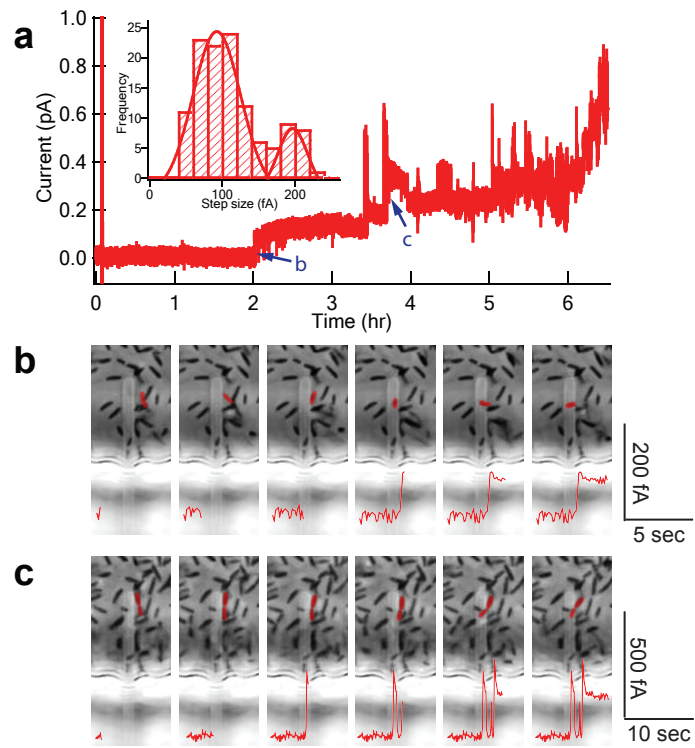 a
Current (pA)
1.0
0.8
0.6
0.4
0.2
0.0
Frequency
25
20
15
10
5
0
0 100 200
Step size (fA)
b
c
0 1 2 3 4 5 6
Time (hr)
b
200 fA
5 sec
c
500 fA
10 sec